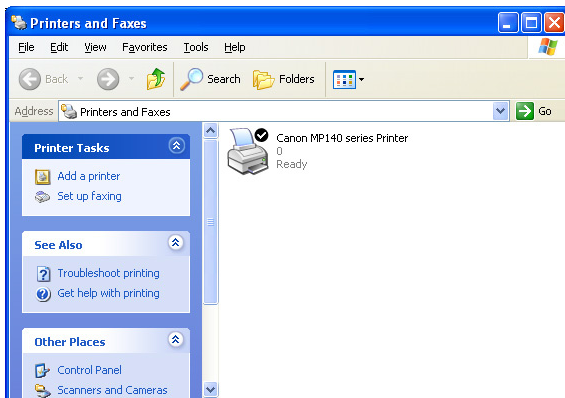 Printers and Faxes
File Edit View Favorites Tools Help
Back Search Folders
Address Printers and Faxes Go
Printer Tasks
Add a printer
Set up faxing
See Also
Troubleshoot printing
Get help with printing
Other Places
Control Panel
Scanners and Cameras
Canon MP140 series Printer
0
Ready